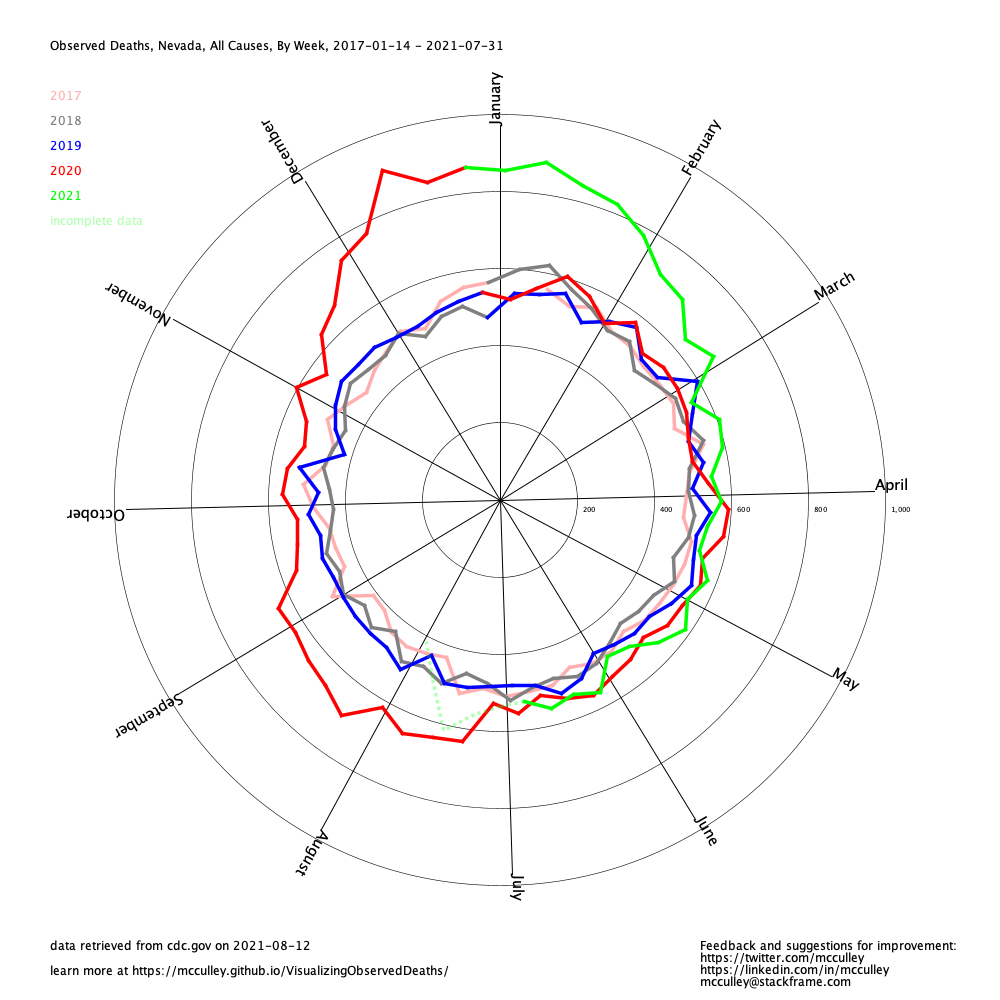 Observed Deaths, Nevada, All Causes, By Week, 2017-01-14 - 2021-07-31
2017
2018
2019
2020
2021
incomplete data
January
February
March
April
May
June
July
August
September
October
November
December
200
400
600
800
1,000
data retrieved from cdc.gov on 2021-08-12
learn more at https://mcculley.github.io/VisualizingObservedDeaths/
Feedback and suggestions for improvement:
https://twitter.com/mcculley
https://linkedin.com/in/mcculley
mcculley@stackframe.com